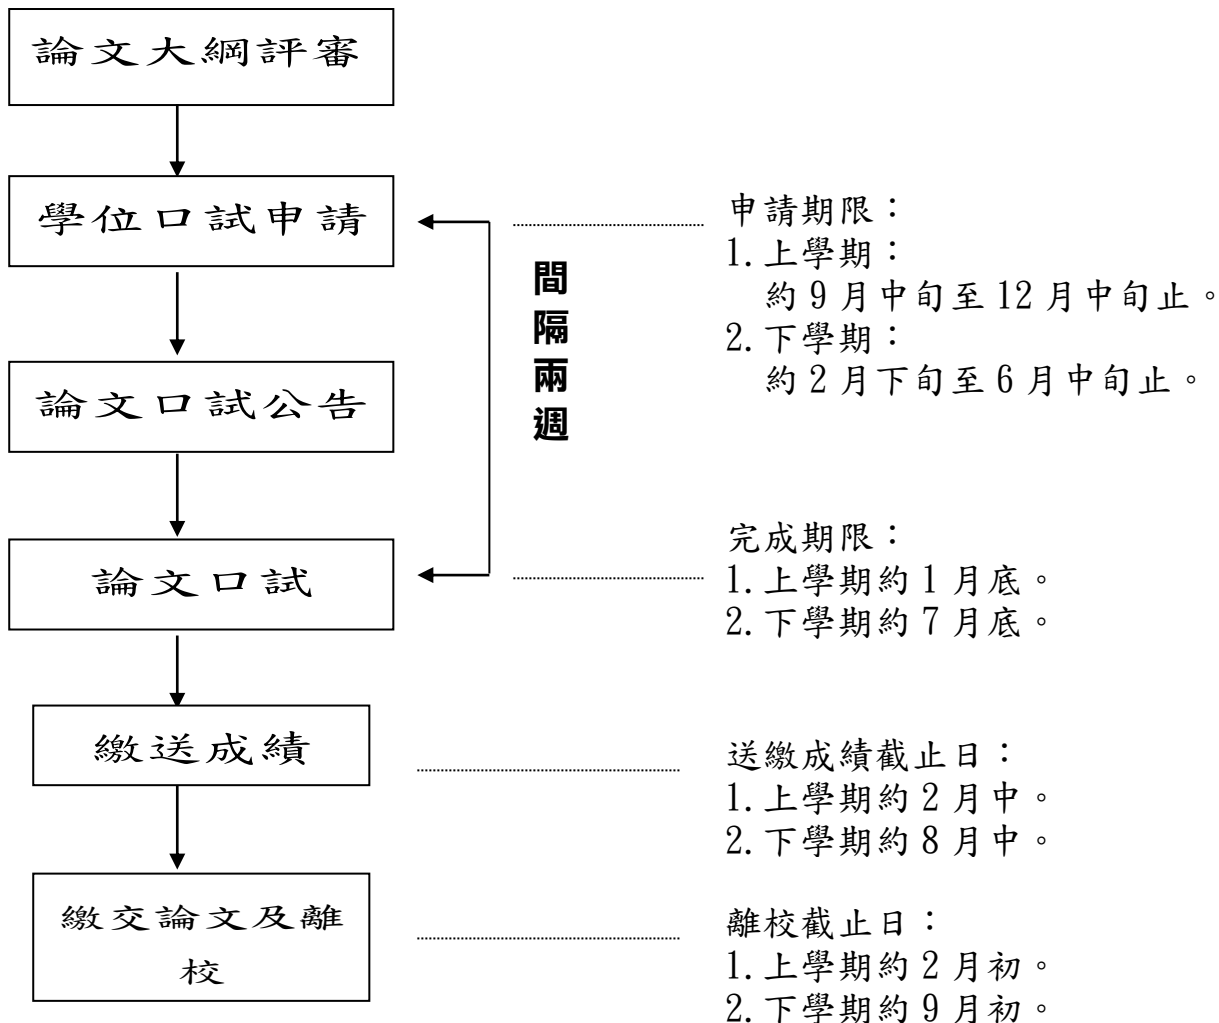 論文大綱評審
學位口試申請
申請期限：
1.上學期：
約9月中旬至12月中旬止。
2.下學期：
約2月下旬至6月中旬止。
間隔兩週
論文口試公告
論文口試
完成期限：
1.上學期約1月底。
2.下學期約7月底。
繳送成績
送繳成績截止日：
1.上學期約2月中。
2.下學期約8月中。
繳交論文及離
校
離校截止日：
1.上學期約2月初。
2.下學期約9月初。